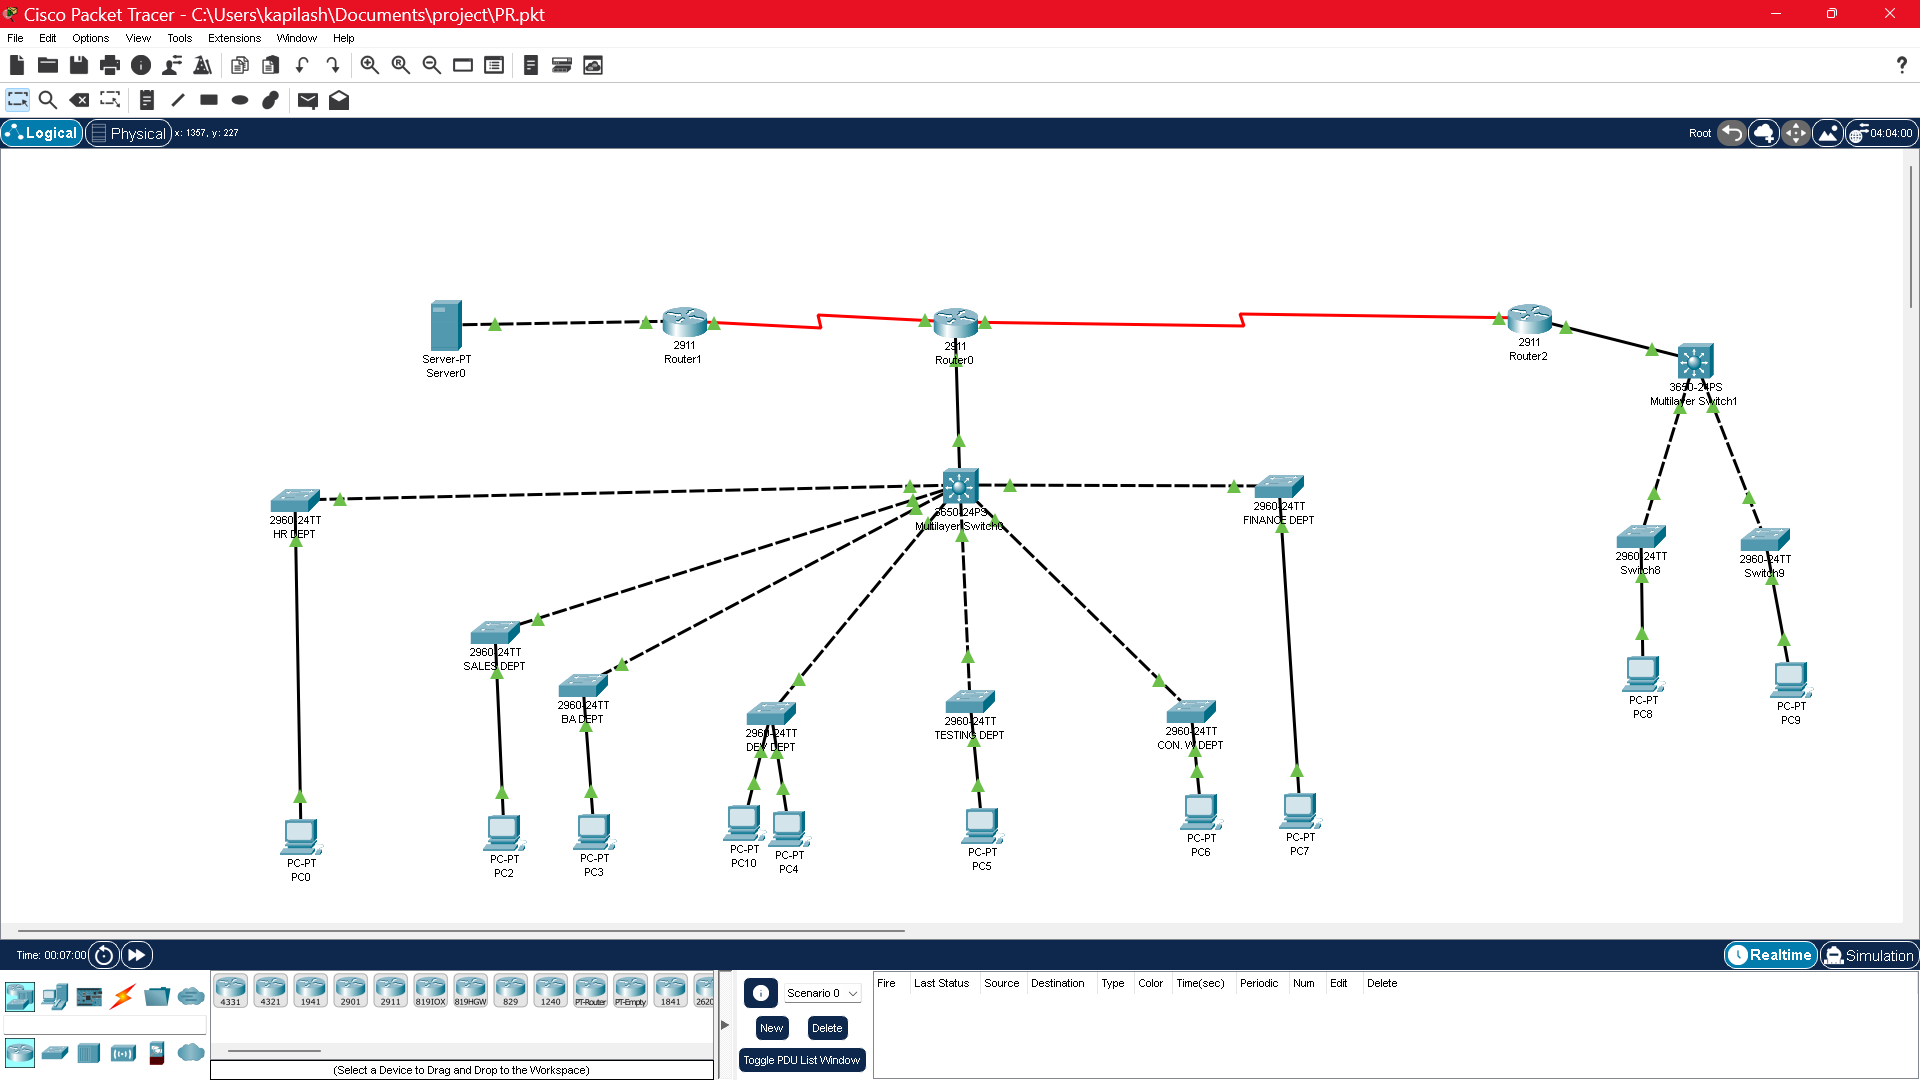 Cisco Packet Tracer - C:\Users\kapilash\Documents\project\PR.pkt
File Edit Options View Tools Extensions Window Help
Logical Physical x: 1357, y: 227 Root 04:04:00
Server-PT
Server0
2911
Router1
2911
Router0
2911
Router2
3650-24PS
Multilayer Switch1
2960-24TT
HR DEPT
3650-24PS
Multilayer Switch0
2960-24TT
FINANCE DEPT
2960-24TT
Switch8
2960-24TT
Switch9
2960-24TT
SALES DEPT
2960-24TT
BA DEPT
2960-24TT
DEV DEPT
2960-24TT
TESTING DEPT
2960-24TT
CON. W DEPT
PC-PT
PC8
PC-PT
PC9
PC-PT
PC0
PC-PT
PC2
PC-PT
PC3
PC-PT
PC10
PC-PT
PC4
PC-PT
PC5
PC-PT
PC6
PC-PT
PC7
Time: 00:07:00 Realtime Simulation
4331 4321 1941 2901 2911 819IOX 819HGW 829 1240 PT-Router PT-Empty 1841 2620
Scenario 0
New Delete
Toggle PDU List Window
Fire Last Status Source Destination Type Color Time(sec) Periodic Num Edit Delete
(Select a Device to Drag and Drop to the Workspace)